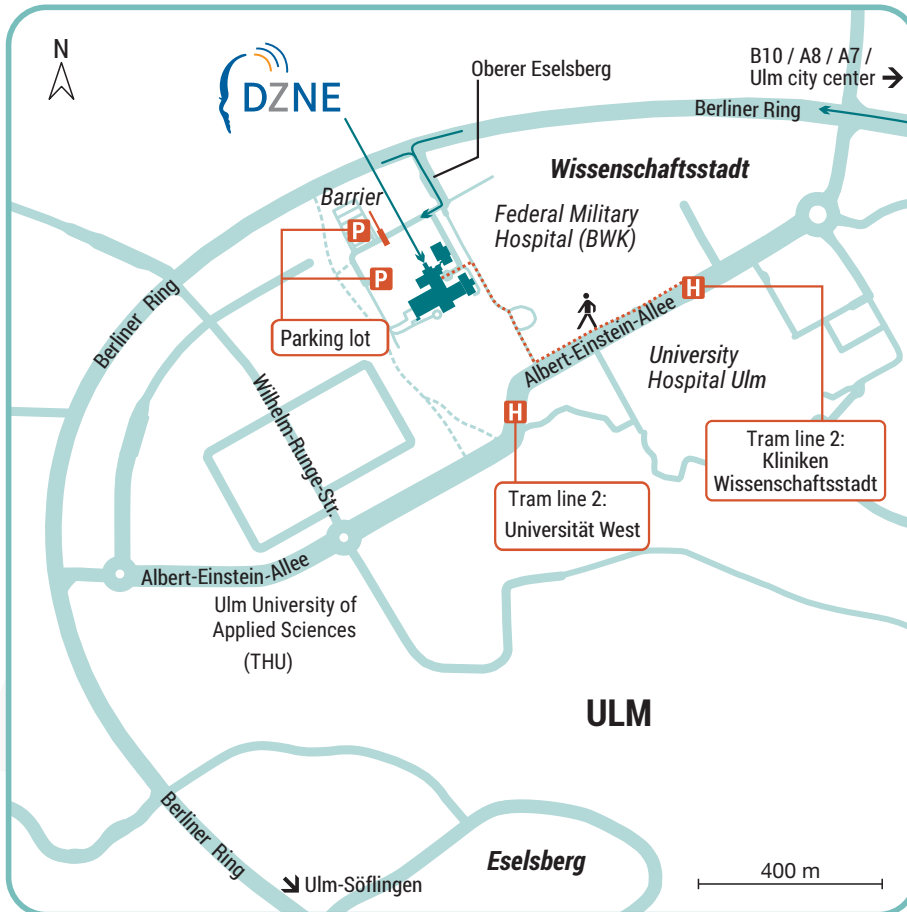 N
DZNE
Oberer Eselsberg
B10 / A8 / A7 /
Ulm city center
Berliner Ring
Wissenschaftsstadt
Barrier
Federal Military
Hospital (BWK)
P
P
H
Parking lot
Berliner Ring
Albert-Einstein-Allee
University
Hospital Ulm
Wilhelm-Runge-Str.
H
Tram line 2:
Kliniken
Wissenschaftsstadt
Tram line 2:
Universität West
Albert-Einstein-Allee
Ulm University of
Applied Sciences
(THU)
ULM
Berliner Ring
Eselsberg
Ulm-Söflingen
400 m